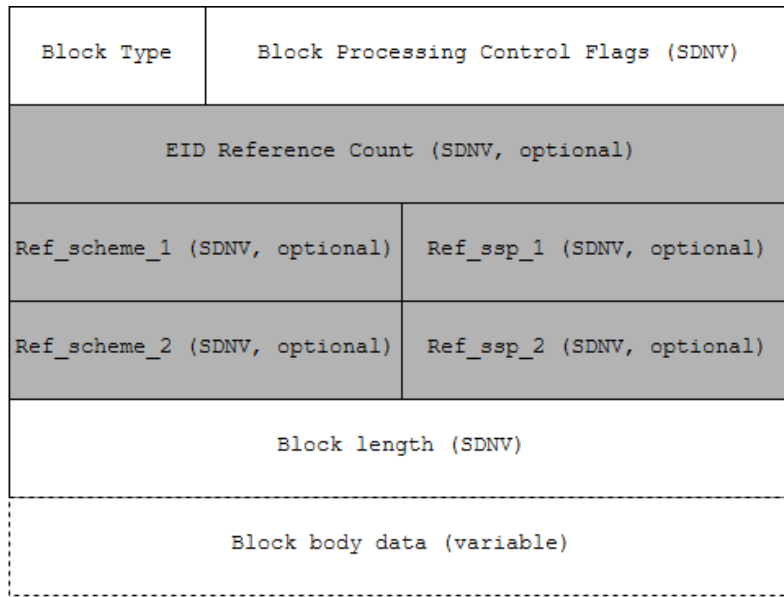 Block Type
Block Processing Control Flags (SDNV)
EID Reference Count (SDNV, optional)
Ref_scheme_1 (SDNV, optional)
Ref_ssp_1 (SDNV, optional)
Ref_scheme_2 (SDNV, optional)
Ref_ssp_2 (SDNV, optional)
Block length (SDNV)
Block body data (variable)